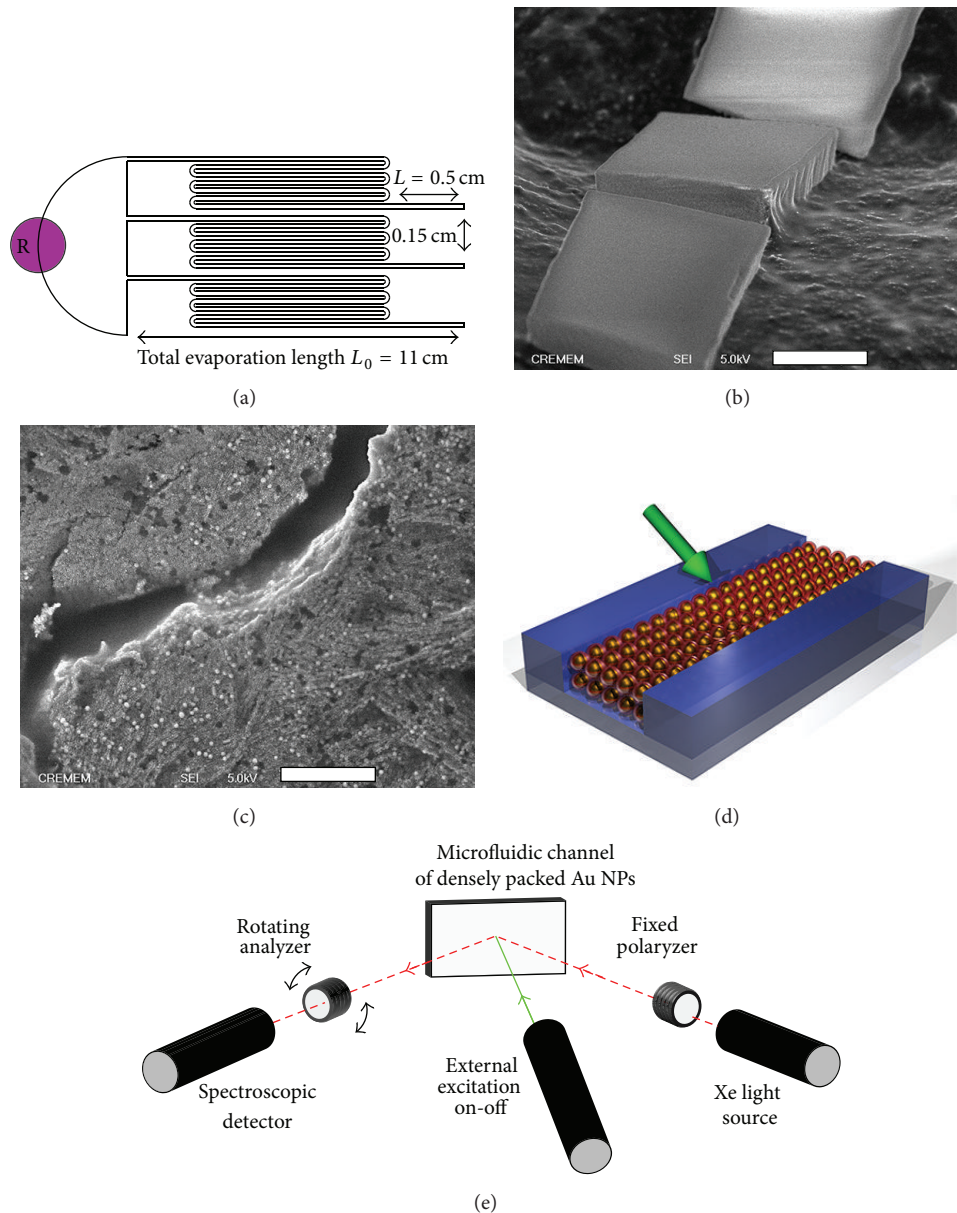 R
L = 0.5 cm
0.15 cm
Total evaporation length L₀ = 11 cm
(a)
CREMEM SEI 5.0kV
(b)
CREMEM SEI 5.0kV
(c)
(d)
Microfluidic channel
of densely packed Au NPs
Rotating
analyzer
Fixed
polaryzer
Spectroscopic
detector
External
excitation
on-off
Xe light
source
(e)